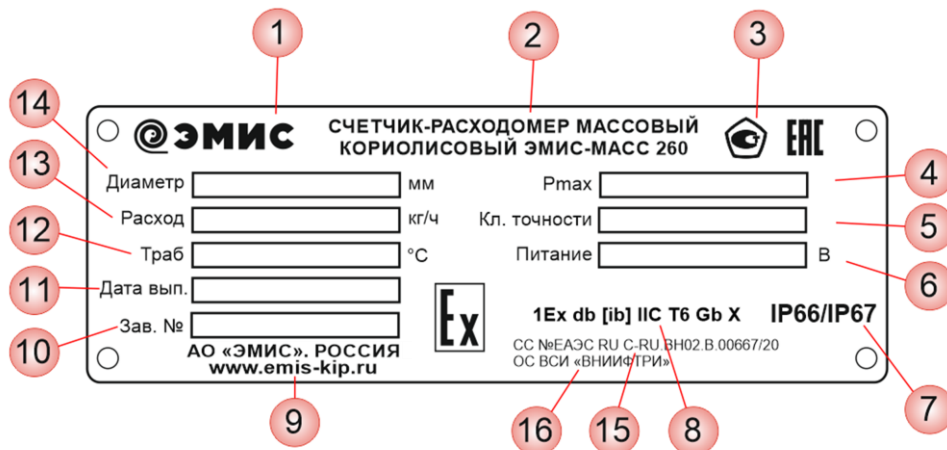 1
2
3
14
ЭМИС
СЧЕТЧИК-РАСХОДОМЕР МАССОВЫЙ
КОРИОЛИСОВЫЙ ЭМИС-МАСС 260
ЕАС
13
Диаметр мм
Pmax
4
12
Расход кг/ч
Кл. точности
5
Траб °C
Питание В
6
11
Дата вып.
10
Зав. №
Ex
1Ex db [ib] IIC T6 Gb X
IP66/IP67
АО «ЭМИС». РОССИЯ
www.emis-kip.ru
СС №ЕАЭС RU C-RU.ВН02.В.00667/20
ОС ВСИ «ВНИИФТРИ»
9
16
15
8
7